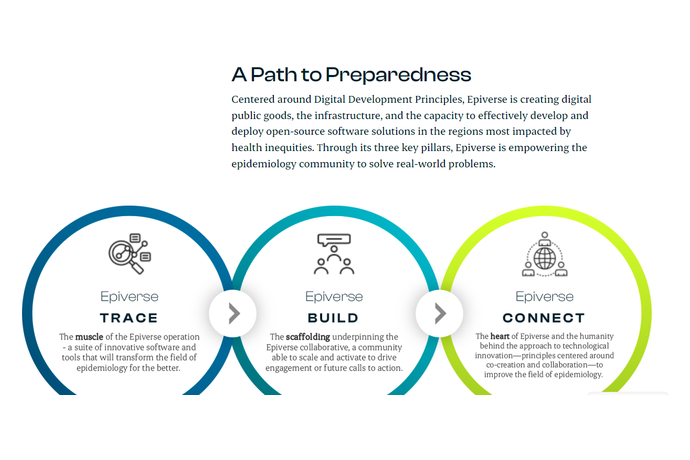 A Path to Preparedness
Centered around Digital Development Principles, Epiverse is creating digital
public goods, the infrastructure, and the capacity to effectively develop and
deploy open-source software solutions in the regions most impacted by
health inequities. Through its three key pillars, Epiverse is empowering the
epidemiology community to solve real-world problems.
Epiverse
TRACE
The muscle of the Epiverse operation
- a suite of innovative software and
tools that will transform the field of
epidemiology for the better.
Epiverse
BUILD
The scaffolding underpinning the
Epiverse collaborative, a community
able to scale and activate to drive
engagement or future calls to action.
Epiverse
CONNECT
The heart of Epiverse and the humanity
behind the approach to technological
innovation—principles centered around
co-creation and collaboration—to
improve the field of epidemiology.